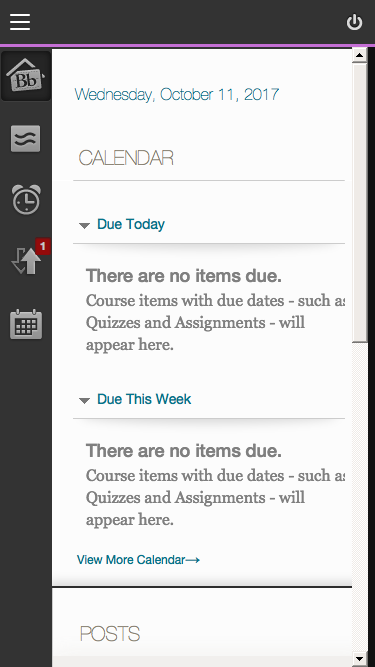 Bb
Wednesday, October 11, 2017
CALENDAR
1
Due Today
There are no items due.
Course items with due dates - such as
Quizzes and Assignments - will
appear here.
Due This Week
There are no items due.
Course items with due dates - such as
Quizzes and Assignments - will
appear here.
View More Calendar→
POSTS